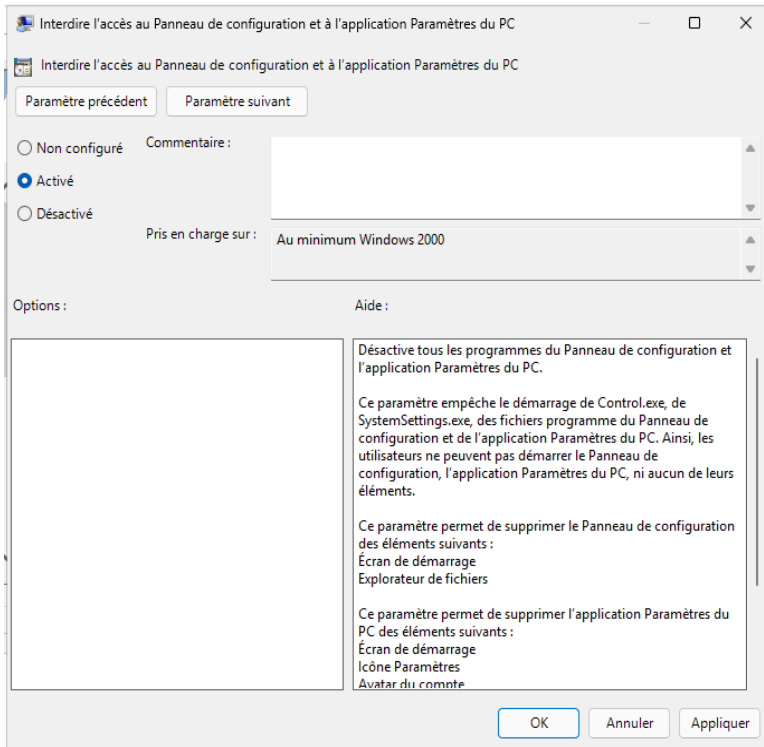 Interdire l'accès au Panneau de configuration et à l'application Paramètres du PC
Interdire l'accès au Panneau de configuration et à l'application Paramètres du PC
Paramètre précédent
Paramètre suivant
Non configuré
Commentaire :
Activé
Désactivé
Pris en charge sur :
Au minimum Windows 2000
Options :
Aide :
Désactive tous les programmes du Panneau de configuration et
l'application Paramètres du PC.
Ce paramètre empêche le démarrage de Control.exe, de
SystemSettings.exe, des fichiers programme du Panneau de
configuration et de l'application Paramètres du PC. Ainsi, les
utilisateurs ne peuvent pas démarrer le Panneau de
configuration, l'application Paramètres du PC, ni aucun de leurs
éléments.
Ce paramètre permet de supprimer le Panneau de configuration
des éléments suivants :
Écran de démarrage
Explorateur de fichiers
Ce paramètre permet de supprimer l'application Paramètres du
PC des éléments suivants :
Écran de démarrage
Icône Paramètres
Avatar du compte
OK
Annuler
Appliquer